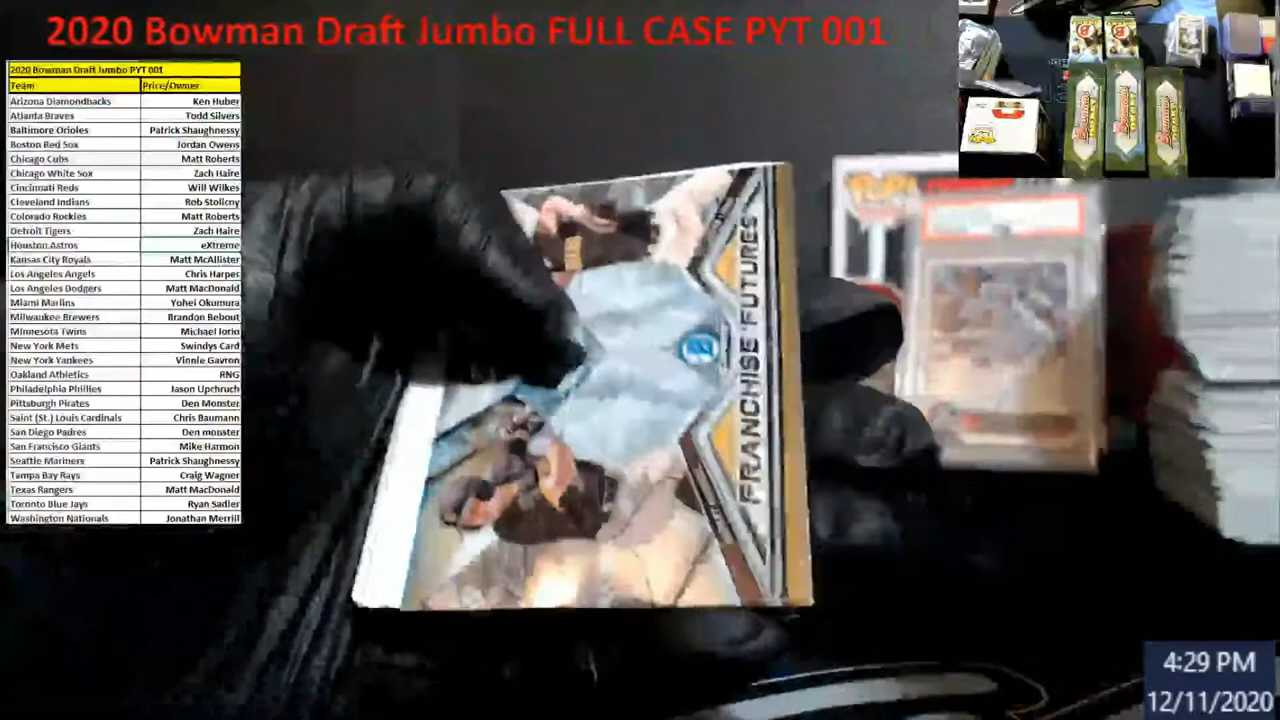 2020 Bowman Draft Jumbo FULL CASE PYT 001
2020 Bowman Draft Jumbo PYT 001
Team Price/Owner
Arizona Diamondbacks Ken Huber
Atlanta Braves Todd Silvers
Baltimore Orioles Patrick Shaughnessy
Boston Red Sox Jordan Owens
Chicago Cubs Matt Roberts
Chicago White Sox Zach Haire
Cincinnati Reds Will Wilkes
Cleveland Indians Rob Stolicny
Colorado Rockies Matt Roberts
Detroit Tigers Zach Haire
Houston Astros eXtreme
Kansas City Royals Matt McAllister
Los Angeles Angels Chris Harper
Los Angeles Dodgers Matt MacDonald
Miami Marlins Yohei Okumura
Milwaukee Brewers Brandon Bebout
Minnesota Twins Michael Iorio
New York Mets Swindys Card
New York Yankees Vinnie Gavron
Oakland Athletics RNG
Philadelphia Phillies Jason Upchruch
Pittsburgh Pirates Den Monster
Saint (St.) Louis Cardinals Chris Baumann
San Diego Padres Den monster
San Francisco Giants Mike Harmon
Seattle Mariners Patrick Shaughnessy
Tampa Bay Rays Craig Wagner
Texas Rangers Matt MacDonald
Toronto Blue Jays Ryan Sadler
Washington Nationals Jonathan Merrill
FRANCHISE FUTURES
4:29 PM
12/11/2020